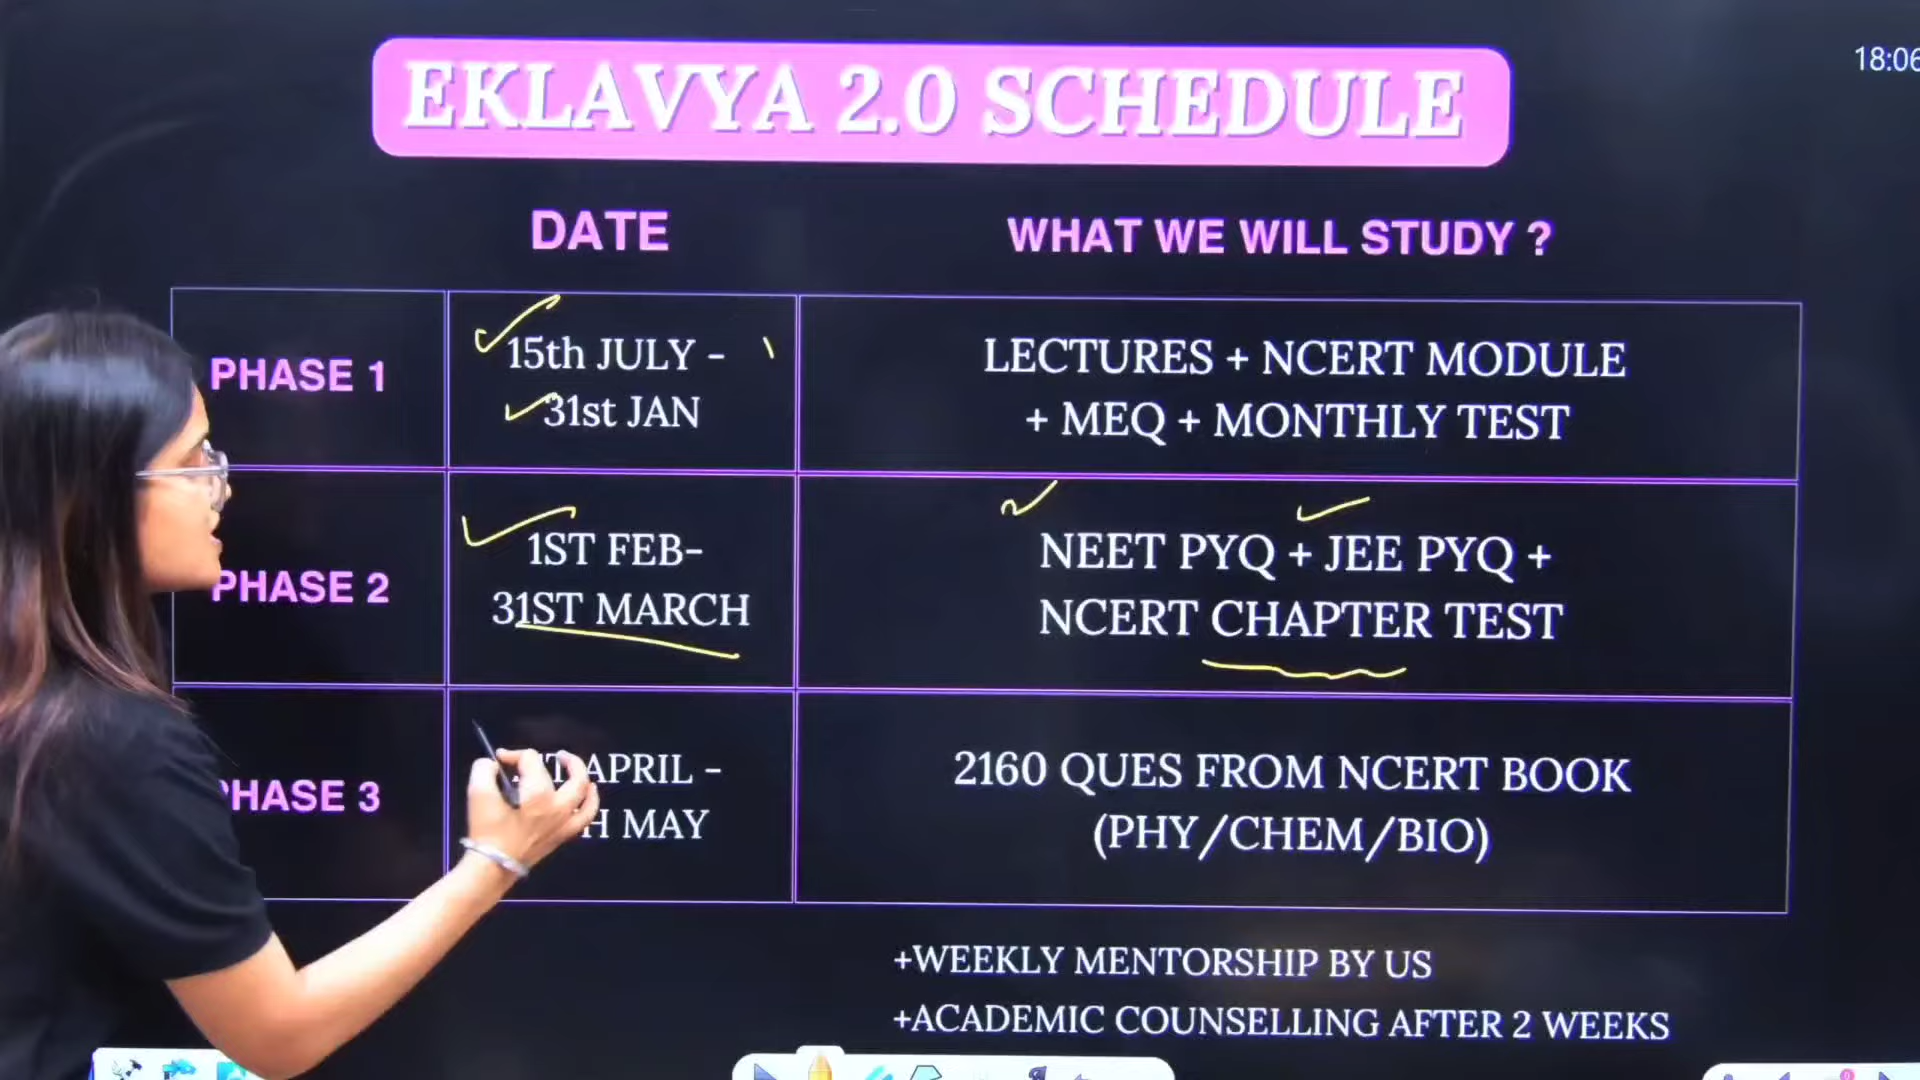 18:06
EKLAVYA 2.0 SCHEDULE
DATE
WHAT WE WILL STUDY ?
PHASE 1
15th JULY -
31st JAN
LECTURES + NCERT MODULE
+ MEQ + MONTHLY TEST
PHASE 2
1ST FEB-
31ST MARCH
NEET PYQ + JEE PYQ +
NCERT CHAPTER TEST
PHASE 3
APRIL -
MAY
2160 QUES FROM NCERT BOOK
(PHY/CHEM/BIO)
+WEEKLY MENTORSHIP BY US
+ACADEMIC COUNSELLING AFTER 2 WEEKS